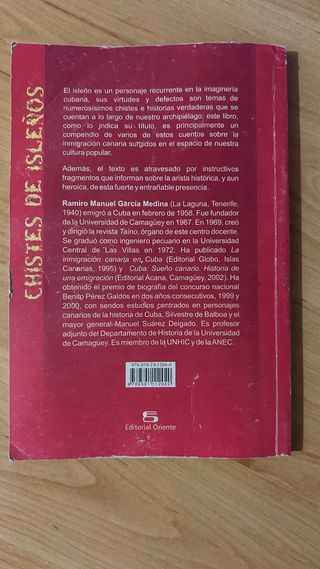 CHISTES DE ISLEÑOS
El isleño es un personaje recurrente en la imaginería
cubana, sus virtudes y defectos son temas de
numerosísimos chistes e historias verdaderas que se
cuentan a lo largo de nuestro archipiélago; este libro,
como lo indica su título, es principalmente un
compendio de varios de estos cuentos sobre la
inmigración canaria surgidos en el espacio de nuestra
cultura popular.
Además, el texto es atravesado por instructivos
fragmentos que informan sobre la arista histórica, y aun
heroica, de esta fuerte y entrañable presencia.
Ramiro Manuel García Medina (La Laguna, Tenerife,
1940) emigró a Cuba en febrero de 1958. Fue fundador
de la Universidad de Camagüey en 1967. En 1969, creó
y dirigió la revista Taíno, órgano de este centro docente.
Se graduó como ingeniero pecuario en la Universidad
Central de Las Villas en 1972. Ha publicado La
inmigración canaria en Cuba (Editorial Globo, Islas
Canarias, 1995) y Cuba: Sueño canario. Historia de
una emigración (Editorial Ácana, Camagüey, 2002). Ha
obtenido el premio de biografía del concurso nacional
Benito Pérez Galdós en dos años consecutivos, 1999 y
2000, con sendos estudios centrados en personajes
canarios de la historia de Cuba, Silvestre de Balboa y el
mayor general Manuel Suárez Delgado. Es profesor
adjunto del Departamento de Historia de la Universidad
de Camagüey. Es miembro de la UNHIC y de la ANEC.
978-959-11-1204-0
9789591112040
Editorial Oriente